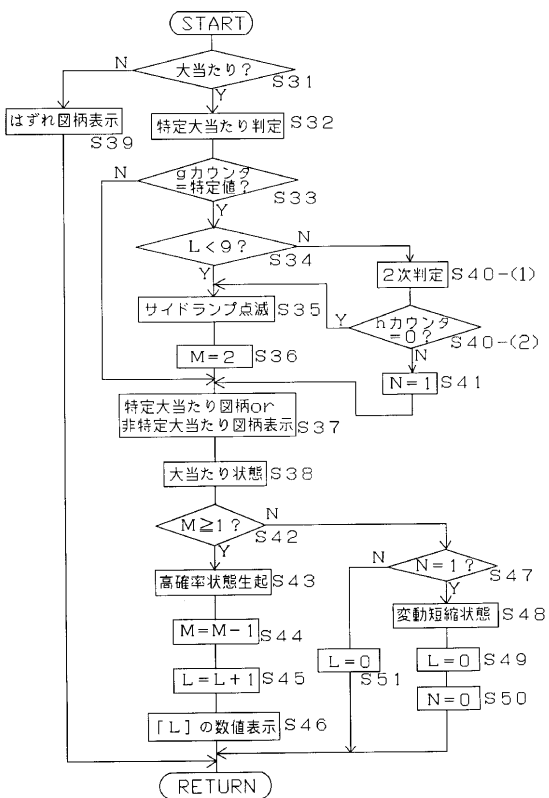 START
大当たり？
N
S31
Y
はずれ図柄表示
S39
特定大当たり判定
S32
gカウンタ
=特定値？
N
S33
Y
L<9？
N
S34
Y
2次判定
S40-(1)
サイドランプ点滅
S35
hカウンタ
=0？
Y
S40-(2)
N
M=2
S36
N=1
S41
特定大当たり図柄or
非特定大当たり図柄表示
S37
大当たり状態
S38
M≧1？
N
S42
Y
N=1？
N
S47
Y
高確率状態生起
S43
変動短縮状態
S48
M=M-1
S44
L=0
S51
L=0
S49
L=L+1
S45
N=0
S50
「L」の数値表示
S46
RETURN